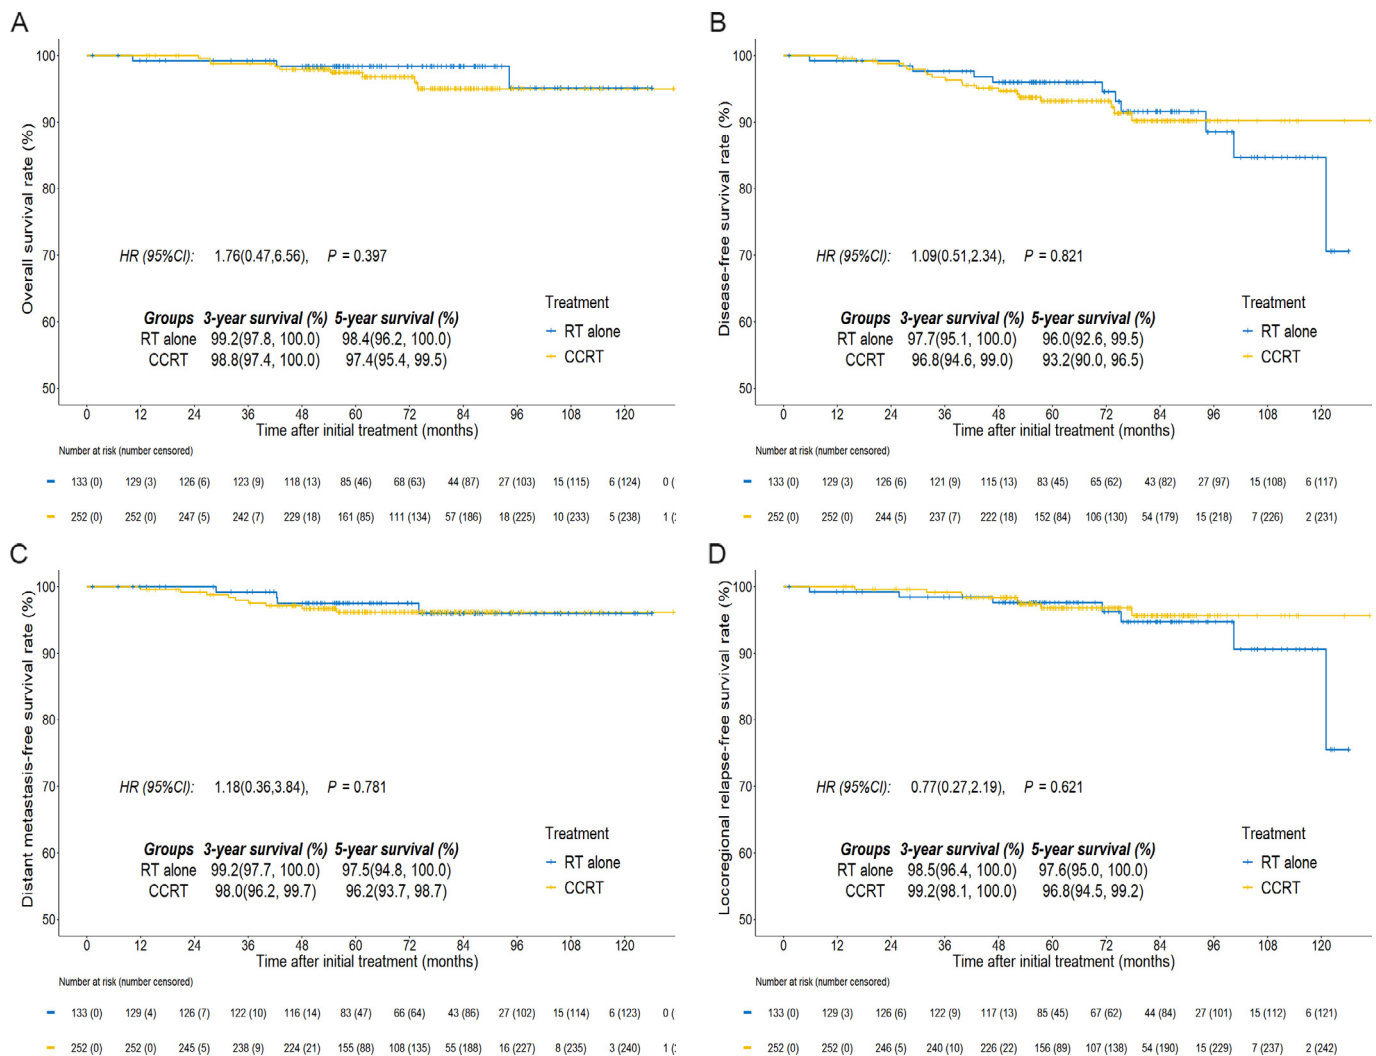 A
Overall survival rate (%)
100
90
80
70
60
50
HR (95%CI): 1.76(0.47,6.56), P = 0.397
Groups 3-year survival (%) 5-year survival (%)
RT alone 99.2(97.8, 100.0) 98.4(96.2, 100.0)
CCRT 98.8(97.4, 100.0) 97.4(95.4, 99.5)
Treatment
RT alone
CCRT
0 12 24 36 48 60 72 84 96 108 120
Time after initial treatment (months)
Number at risk (number censored)
133 (0) 129 (3) 126 (6) 123 (9) 118 (13) 85 (46) 68 (63) 44 (87) 27 (103) 15 (115) 6 (124) 0 (
252 (0) 252 (0) 247 (5) 242 (7) 229 (18) 161 (85) 111 (134) 57 (186) 18 (225) 10 (233) 5 (238) 1 (
B
Disease-free survival rate (%)
100
90
80
70
60
50
HR (95%CI): 1.09(0.51,2.34), P = 0.821
Groups 3-year survival (%) 5-year survival (%)
RT alone 97.7(95.1, 100.0) 96.0(92.6, 99.5)
CCRT 96.8(94.6, 99.0) 93.2(90.0, 96.5)
Treatment
RT alone
CCRT
0 12 24 36 48 60 72 84 96 108 120
Time after initial treatment (months)
Number at risk (number censored)
133 (0) 129 (3) 126 (6) 121 (9) 115 (13) 83 (45) 65 (62) 43 (82) 27 (97) 15 (108) 6 (117)
252 (0) 252 (0) 244 (5) 237 (7) 222 (18) 152 (84) 106 (130) 54 (179) 15 (218) 7 (226) 2 (231)
C
Distant metastasis-free survival rate (%)
100
90
80
70
60
50
HR (95%CI): 1.18(0.36,3.84), P = 0.781
Groups 3-year survival (%) 5-year survival (%)
RT alone 99.2(97.7, 100.0) 97.5(94.8, 100.0)
CCRT 98.0(96.2, 99.7) 96.2(93.7, 98.7)
Treatment
RT alone
CCRT
0 12 24 36 48 60 72 84 96 108 120
Time after initial treatment (months)
Number at risk (number censored)
133 (0) 129 (4) 126 (7) 122 (10) 116 (14) 83 (47) 66 (64) 43 (86) 27 (102) 15 (114) 6 (123) 0 (
252 (0) 252 (0) 245 (5) 238 (9) 224 (21) 155 (88) 108 (135) 55 (188) 16 (227) 8 (235) 3 (240) 1 (
D
Locoregional relapse-free survival rate (%)
100
90
80
70
60
50
HR (95%CI): 0.77(0.27,2.19), P = 0.621
Groups 3-year survival (%) 5-year survival (%)
RT alone 98.5(96.4, 100.0) 97.6(95.0, 100.0)
CCRT 99.2(98.1, 100.0) 96.8(94.5, 99.2)
Treatment
RT alone
CCRT
0 12 24 36 48 60 72 84 96 108 120
Time after initial treatment (months)
Number at risk (number censored)
133 (0) 129 (3) 126 (6) 122 (9) 117 (13) 85 (45) 67 (62) 44 (84) 27 (101) 15 (112) 6 (121)
252 (0) 252 (0) 246 (5) 240 (10) 226 (22) 156 (89) 107 (138) 54 (190) 15 (229) 7 (237) 2 (242)